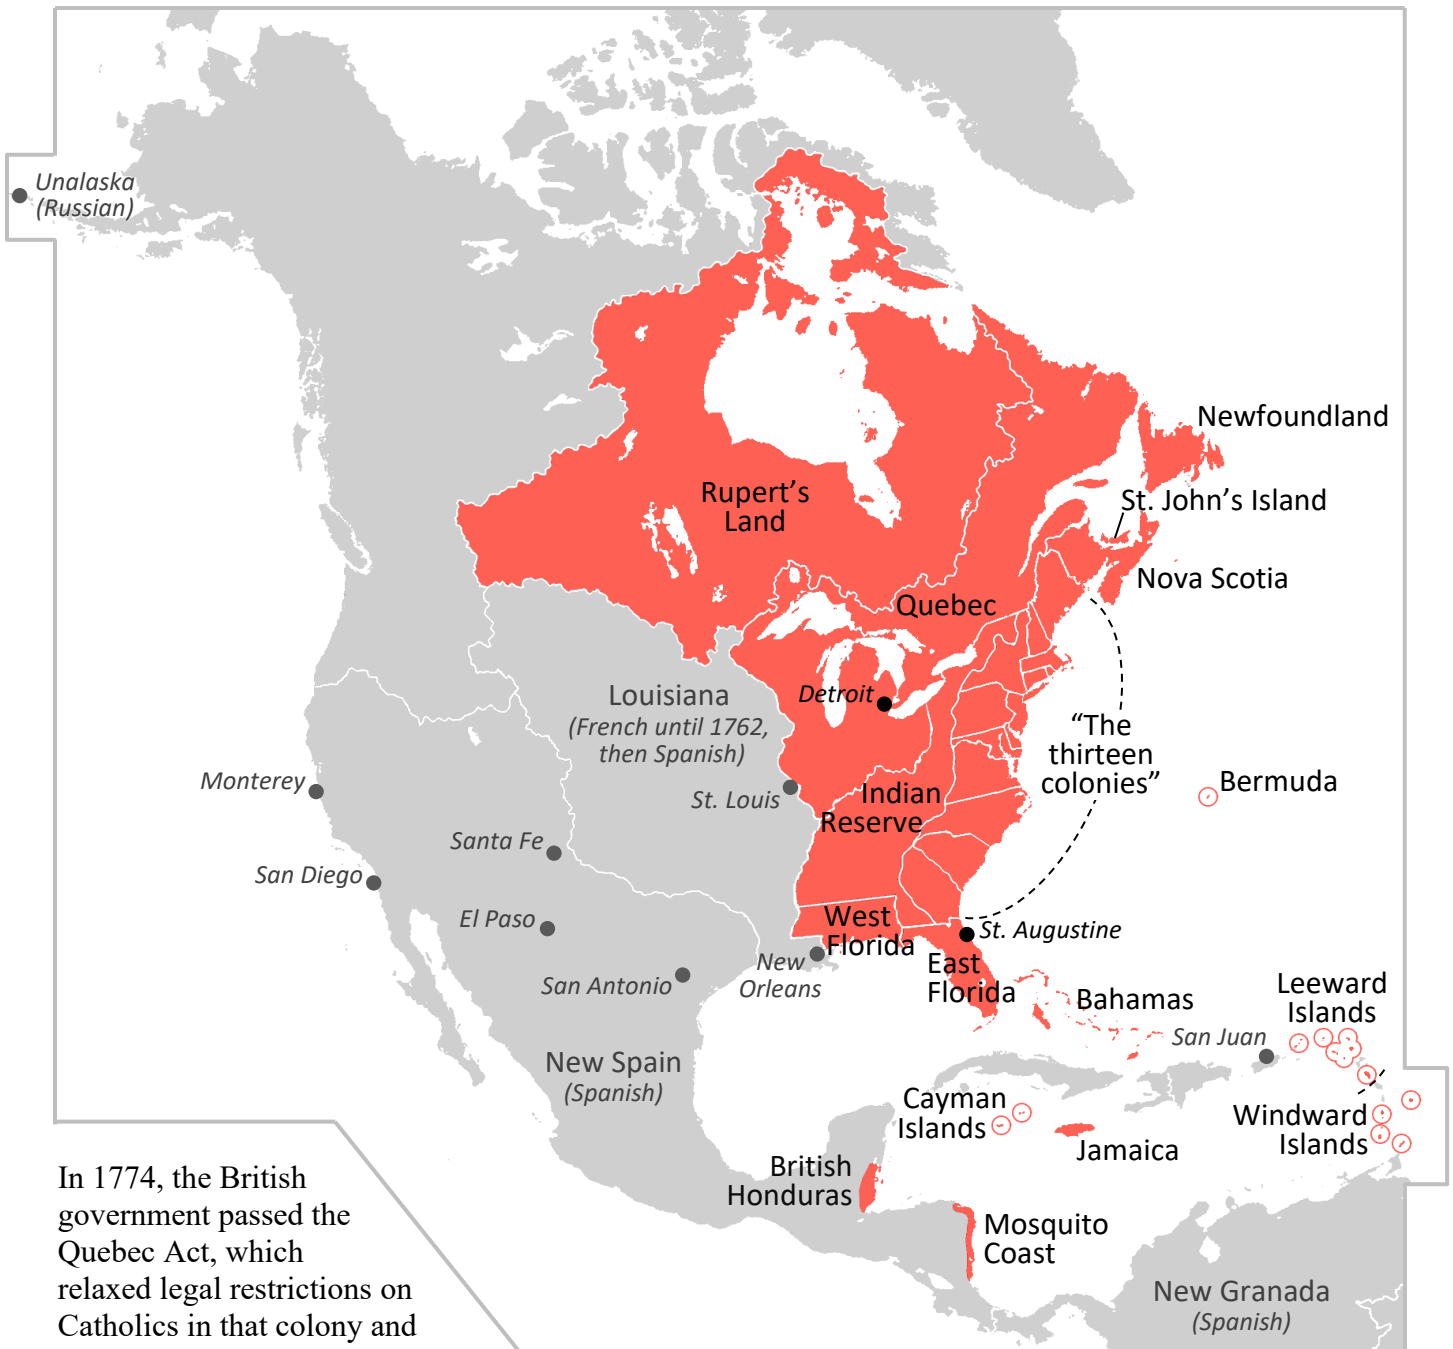 Unalaska
(Russian)
Newfoundland
Rupert’s
Land
St. John’s Island
Nova Scotia
Quebec
Louisiana
(French until 1762,
then Spanish)
Detroit
“The
thirteen
colonies”
Monterey
St. Louis
Indian
Reserve
Bermuda
Santa Fe
San Diego
El Paso
West
Florida
St. Augustine
New
Orleans
East
Florida
San Antonio
Bahamas
Leeward
Islands
San Juan
New Spain
(Spanish)
Cayman
Islands
Jamaica
Windward
Islands
British
Honduras
Mosquito
Coast
New Granada
(Spanish)
In 1774, the British
government passed the
Quebec Act, which
relaxed legal restrictions on
Catholics in that colony and